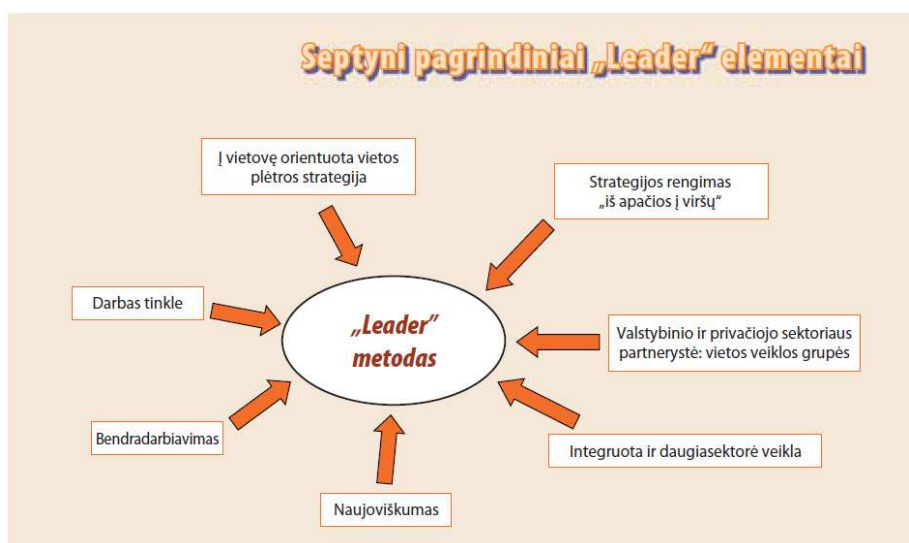 Septyni pagrindiniai „Leader“ elementai
Į vietovę orientuota vietos
plėtros strategija
Strategijos rengimas
„iš apačios į viršų“
Darbas tinkle
„Leader“
metodas
Valstybinio ir privačiojo sektoriaus
partnerystė: vietos veiklos grupės
Bendradarbiavimas
Integruota ir daugiasektorė veikla
Naujoviškumas